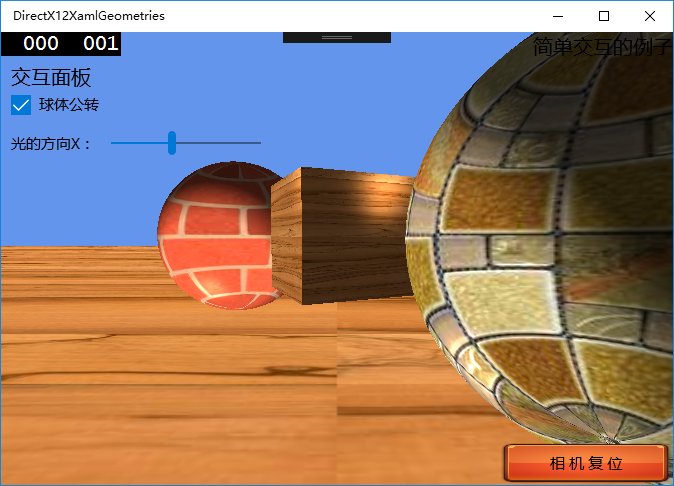 DirectX12XamlGeometries
000 001
简单交互的例子
交互面板
球体公转
光的方向X：
相机复位